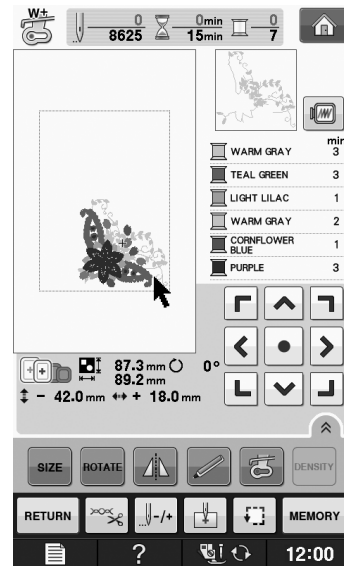 W+
0
8625
0min
15min
0
7
min
WARM GRAY 3
TEAL GREEN 3
LIGHT LILAC 1
WARM GRAY 2
CORNFLOWER
BLUE 1
PURPLE 3
87.3 mm 0°
89.2 mm
- 42.0 mm + 18.0 mm
SIZE ROTATE DENSITY
RETURN -/+ MEMORY
? 12:00